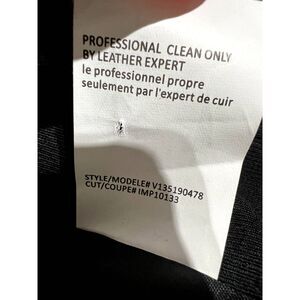 PROFESSIONAL CLEAN ONLY
BY LEATHER EXPERT
le professionnel propre
seulement par l'expert de cuir
STYLE/MODELE# V135190478
CUT/COUPE# IMP10133